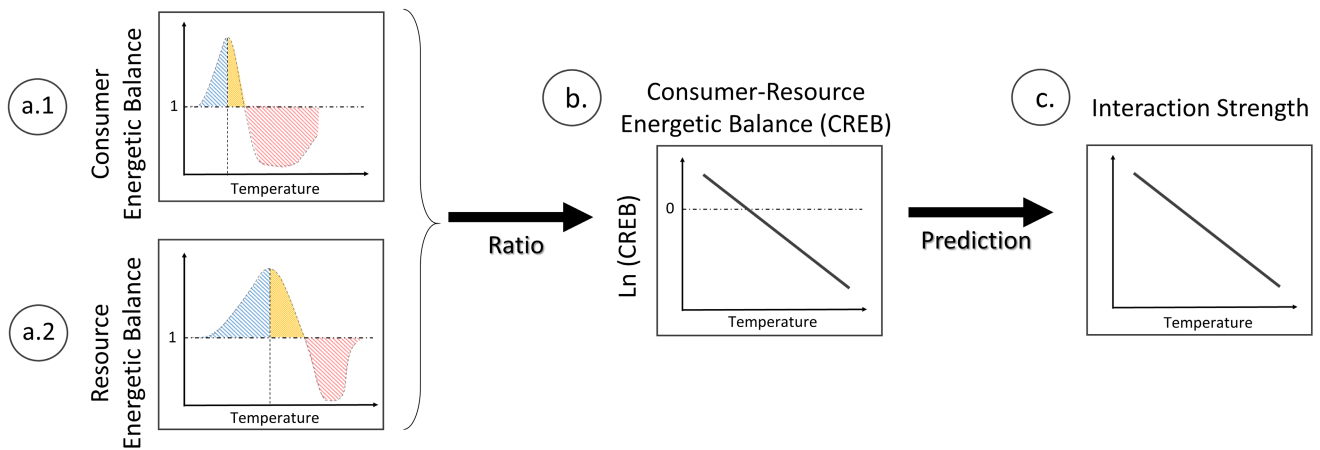 a.1
Consumer
Energetic Balance
1
Temperature
a.2
Resource
Energetic Balance
1
Temperature
Ratio
b.
Consumer-Resource
Energetic Balance (CREB)
Ln (CREB)
0
Temperature
Prediction
c.
Interaction Strength
Temperature